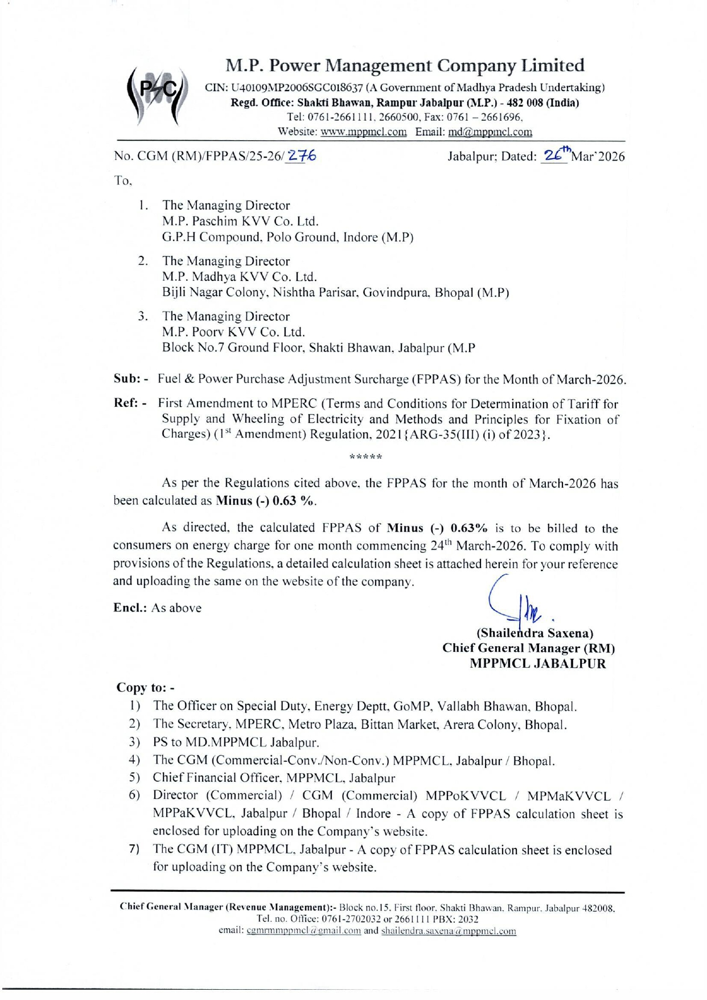 PMC
M.P. Power Management Company Limited
CIN: U40109MP2006SGC018637 (A Government of Madhya Pradesh Undertaking)
Regd. Office: Shakti Bhawan, Rampur Jabalpur (M.P.) - 482 008 (India)
Tel: 0761-2661111, 2660500, Fax: 0761 – 2661696,
Website: www.mppmcl.com Email: md@mppmcl.com
No. CGM (RM)/FPPAS/25-26/ 276 Jabalpur; Dated: 26th Mar'2026
To,
1. The Managing Director
M.P. Paschim KVV Co. Ltd.
G.P.H Compound, Polo Ground, Indore (M.P)
2. The Managing Director
M.P. Madhya KVV Co. Ltd.
Bijli Nagar Colony, Nishtha Parisar, Govindpura, Bhopal (M.P)
3. The Managing Director
M.P. Poorv KVV Co. Ltd.
Block No.7 Ground Floor, Shakti Bhawan, Jabalpur (M.P
Sub: - Fuel & Power Purchase Adjustment Surcharge (FPPAS) for the Month of March-2026.
Ref: - First Amendment to MPERC (Terms and Conditions for Determination of Tariff for
Supply and Wheeling of Electricity and Methods and Principles for Fixation of
Charges) (1st Amendment) Regulation, 2021{ARG-35(III) (i) of 2023}.
*****
As per the Regulations cited above, the FPPAS for the month of March-2026 has
been calculated as Minus (-) 0.63 %.
As directed, the calculated FPPAS of Minus (-) 0.63% is to be billed to the
consumers on energy charge for one month commencing 24th March-2026. To comply with
provisions of the Regulations, a detailed calculation sheet is attached herein for your reference
and uploading the same on the website of the company.
Encl.: As above
(Shailendra Saxena)
Chief General Manager (RM)
MPPMCL JABALPUR
Copy to: -
1) The Officer on Special Duty, Energy Deptt, GoMP, Vallabh Bhawan, Bhopal.
2) The Secretary, MPERC, Metro Plaza, Bittan Market, Arera Colony, Bhopal.
3) PS to MD.MPPMCL Jabalpur.
4) The CGM (Commercial-Conv./Non-Conv.) MPPMCL, Jabalpur / Bhopal.
5) Chief Financial Officer, MPPMCL, Jabalpur
6) Director (Commercial) / CGM (Commercial) MPPoKVVCL / MPMaKVVCL /
MPPaKVVCL, Jabalpur / Bhopal / Indore - A copy of FPPAS calculation sheet is
enclosed for uploading on the Company's website.
7) The CGM (IT) MPPMCL, Jabalpur - A copy of FPPAS calculation sheet is enclosed
for uploading on the Company's website.
Chief General Manager (Revenue Management):- Block no.15, First floor, Shakti Bhawan, Rampur, Jabalpur 482008,
Tel. no. Office: 0761-2702032 or 2661111 PBX: 2032
email: cgmrmmppmcl@gmail.com and shailendra.saxena@mppmcl.com